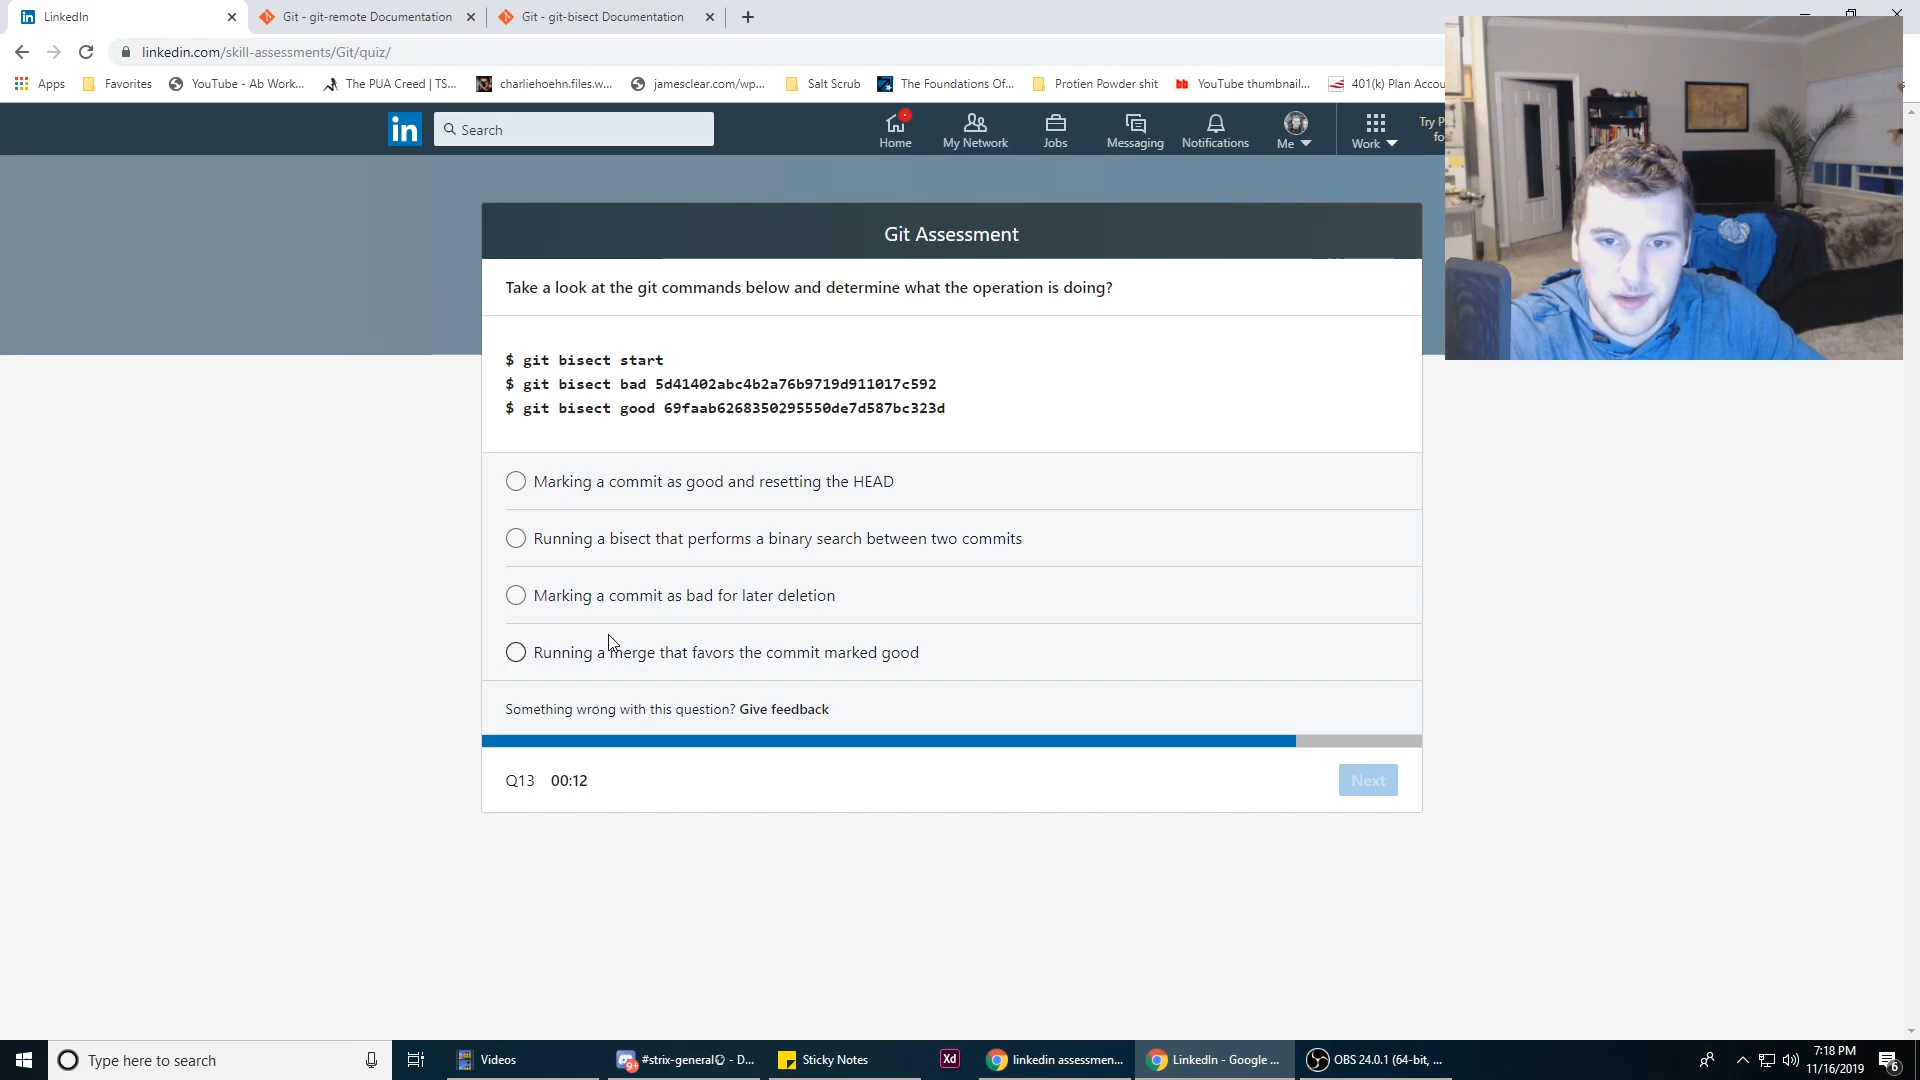 LinkedIn
Git - git-remote Documentation
Git - git-bisect Documentation
linkedin.com/skill-assessments/Git/quiz/
Apps
Favorites
YouTube - Ab Work...
The PUA Creed | TS...
charliehoehn.files.w...
jamesclear.com/wp...
Salt Scrub
The Foundations Of...
Protien Powder shit
YouTube thumbnail...
401(k) Plan Accou
in
Search
Home
My Network
Jobs
Messaging
Notifications
Me
Work
Try P
fo
Git Assessment
Take a look at the git commands below and determine what the operation is doing?
$ git bisect start
$ git bisect bad 5d41402abc4b2a76b9719d911017c592
$ git bisect good 69faab6268350295550de7d587bc323d
Marking a commit as good and resetting the HEAD
Running a bisect that performs a binary search between two commits
Marking a commit as bad for later deletion
Running a merge that favors the commit marked good
Something wrong with this question? Give feedback
Q13 00:12
Next
Type here to search
Videos
#strix-general© - D...
Sticky Notes
Xd
linkedin assessmen...
LinkedIn - Google ...
OBS 24.0.1 (64-bit, ...
7:18 PM
11/16/2019
6